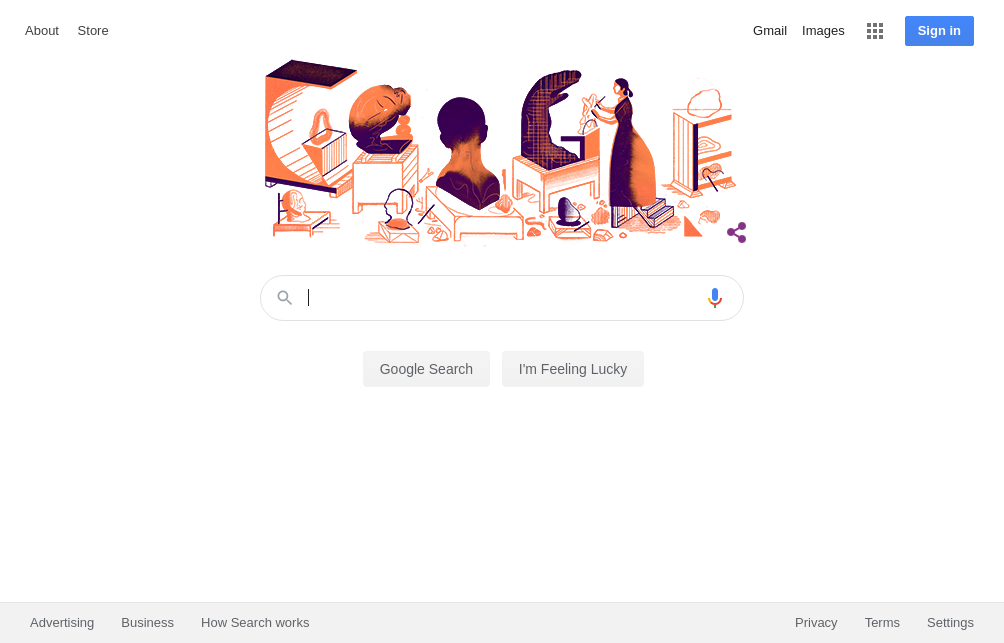 About Store
Gmail Images Sign in
Google Search I'm Feeling Lucky
Advertising Business How Search works
Privacy Terms Settings